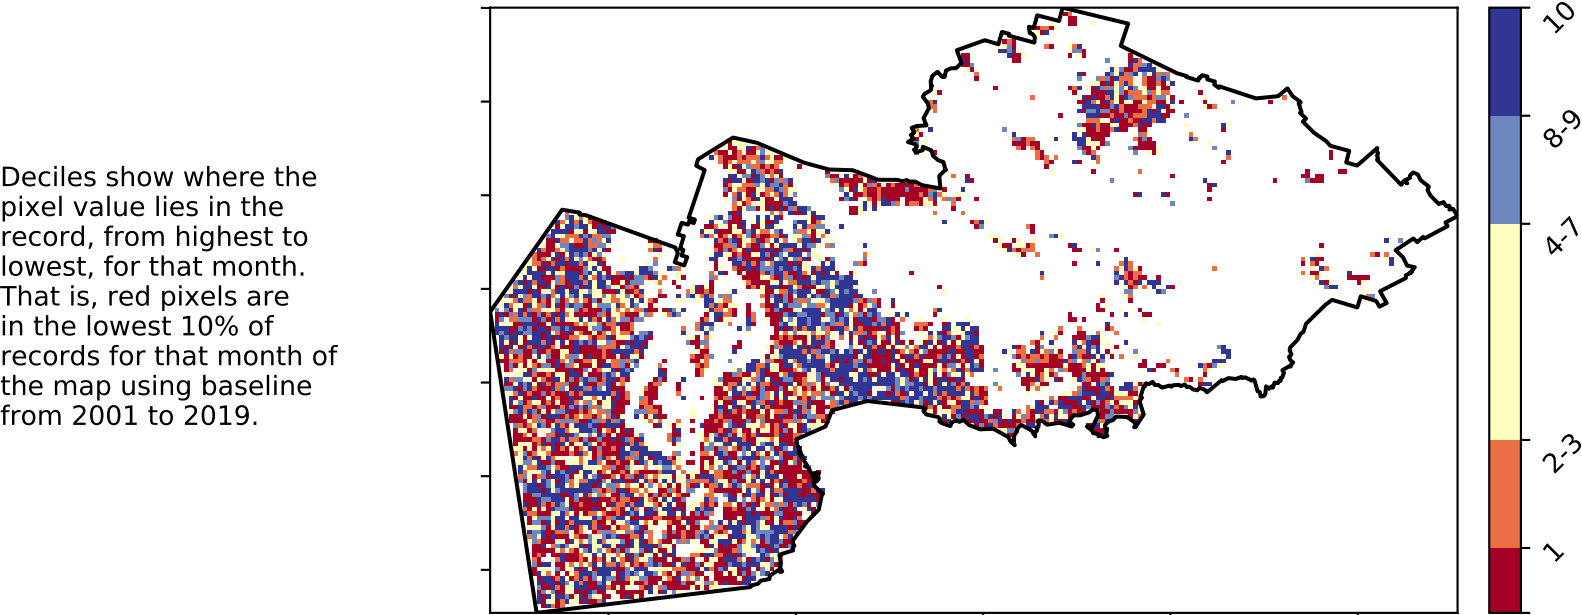 Deciles show where the
pixel value lies in the
record, from highest to
lowest, for that month.
That is, red pixels are
in the lowest 10% of
records for that month of
the map using baseline
from 2001 to 2019.
10
8-9
4-7
2-3
1